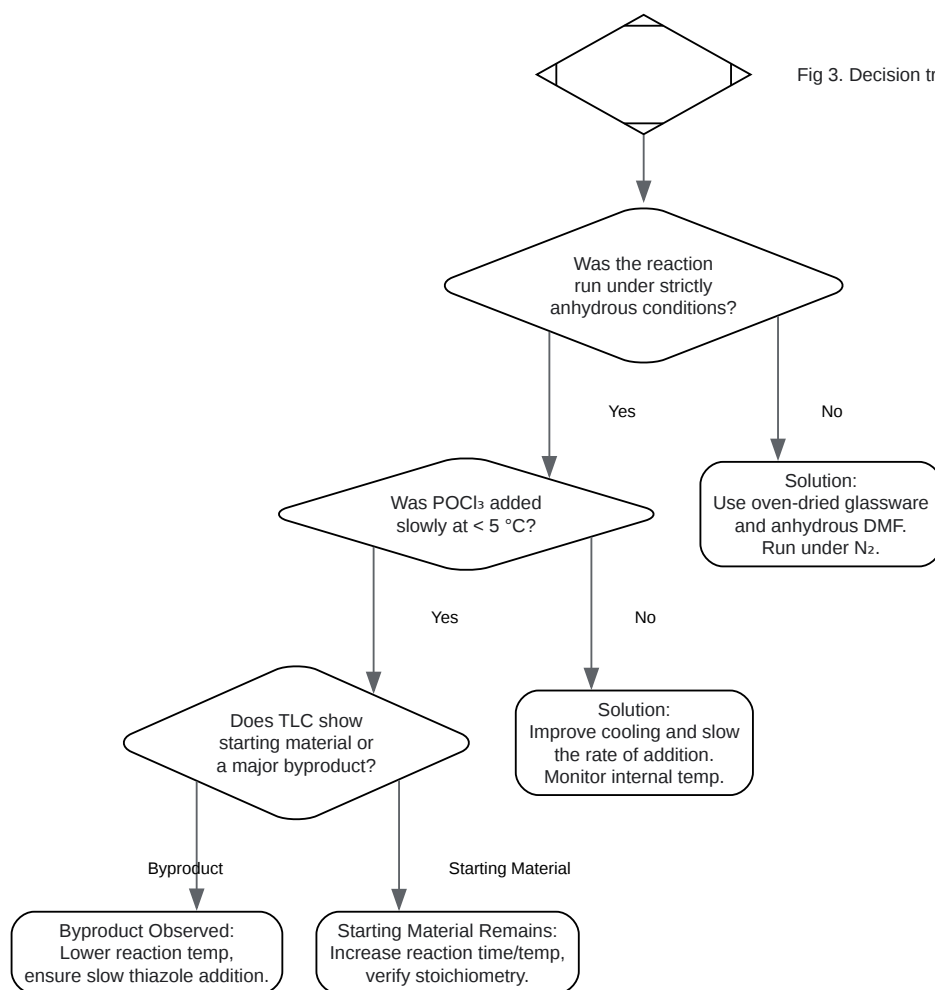 Fig 3. Decision tr
Was the reaction
run under strictly
anhydrous conditions?
Yes
No
Was POCl₃ added
slowly at < 5 °C?
Solution:
Use oven-dried glassware
and anhydrous DMF.
Run under N₂.
Yes
No
Does TLC show
starting material or
a major byproduct?
Solution:
Improve cooling and slow
the rate of addition.
Monitor internal temp.
Byproduct
Starting Material
Byproduct Observed:
Lower reaction temp,
ensure slow thiazole addition.
Starting Material Remains:
Increase reaction time/temp,
verify stoichiometry.